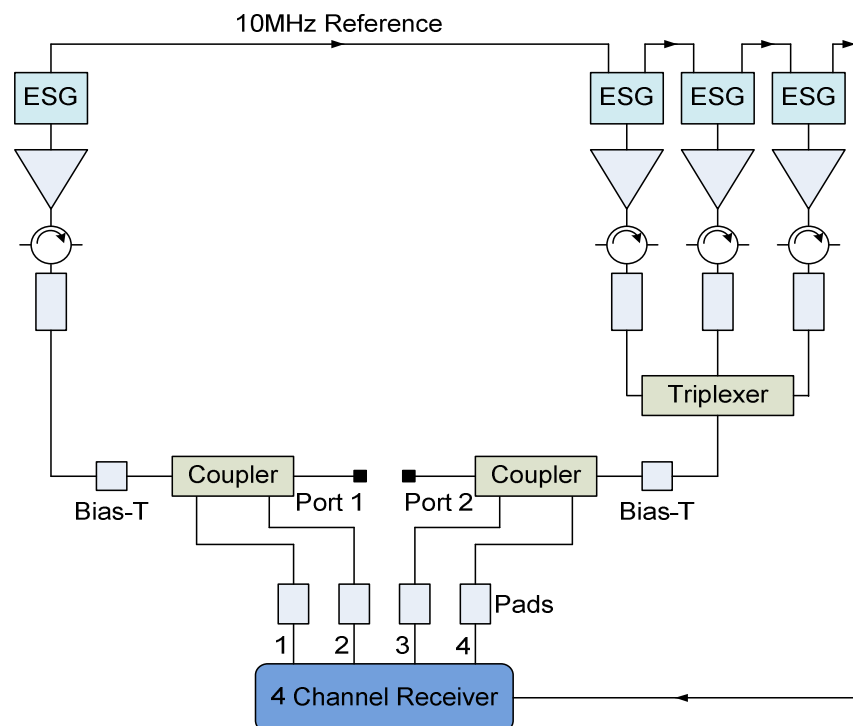 10MHz Reference
ESG
ESG
ESG
ESG
Triplexer
Coupler
Coupler
Bias-T
Port 1
Port 2
Bias-T
Pads
1
2
3
4
4 Channel Receiver